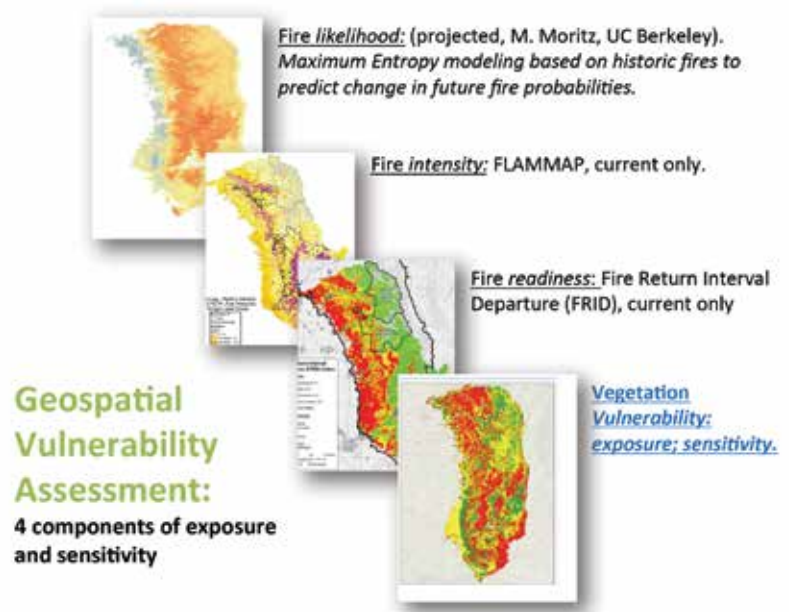 Fire likelihood: (projected, M. Moritz, UC Berkeley).
Maximum Entropy modeling based on historic fires to
predict change in future fire probabilities.
Fire intensity: FLAMMAP, current only.
Fire readiness: Fire Return Interval
Departure (FRID), current only
Vegetation
Vulnerability:
exposure; sensitivity.
Geospatial
Vulnerability
Assessment:
4 components of exposure
and sensitivity